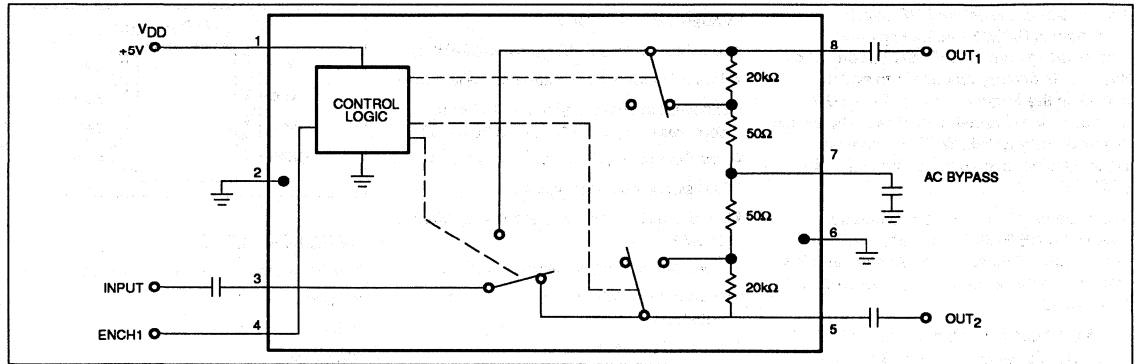 VDD
+5V
1
8
OUT1
20kΩ
CONTROL
LOGIC
50Ω
7
2
AC BYPASS
50Ω
6
3
INPUT
20kΩ
4
ENCH1
5
OUT2